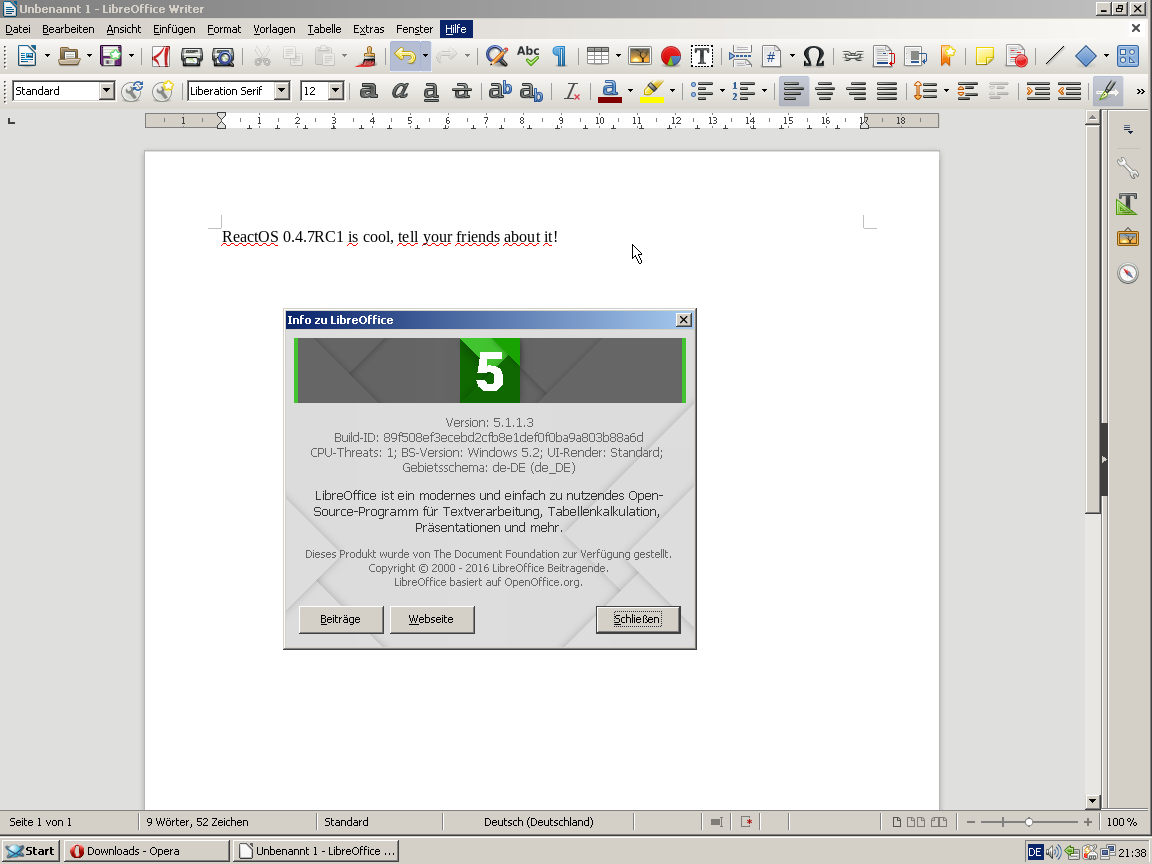 Unbenannt 1 - LibreOffice Writer
Datei Bearbeiten Ansicht Einfügen Format Vorlagen Tabelle Extras Fenster Hilfe
Abc
Standard Liberation Serif 12
1 1 2 3 4 5 6 7 8 9 10 11 12 13 14 15 16 17 18
ReactOS 0.4.7RC1 is cool, tell your friends about it!
Info zu LibreOffice
5
Version: 5.1.1.3
Build-ID: 89f508ef3ecebd2cfb8e1def0f0ba9a803b88a6d
CPU-Threats: 1; BS-Version: Windows 5.2; UI-Render: Standard;
Gebietsschema: de-DE (de_DE)
LibreOffice ist ein modernes und einfach zu nutzendes Open-
Source-Programm für Textverarbeitung, Tabellenkalkulation,
Präsentationen und mehr.
Dieses Produkt wurde von The Document Foundation zur Verfügung gestellt.
Copyright © 2000 - 2016 LibreOffice Beitragende.
LibreOffice basiert auf OpenOffice.org.
Beiträge Webseite Schließen
Seite 1 von 1 9 Wörter, 52 Zeichen Standard Deutsch (Deutschland) 100 %
Start Downloads - Opera Unbenannt 1 - LibreOffice ... DE 21:38